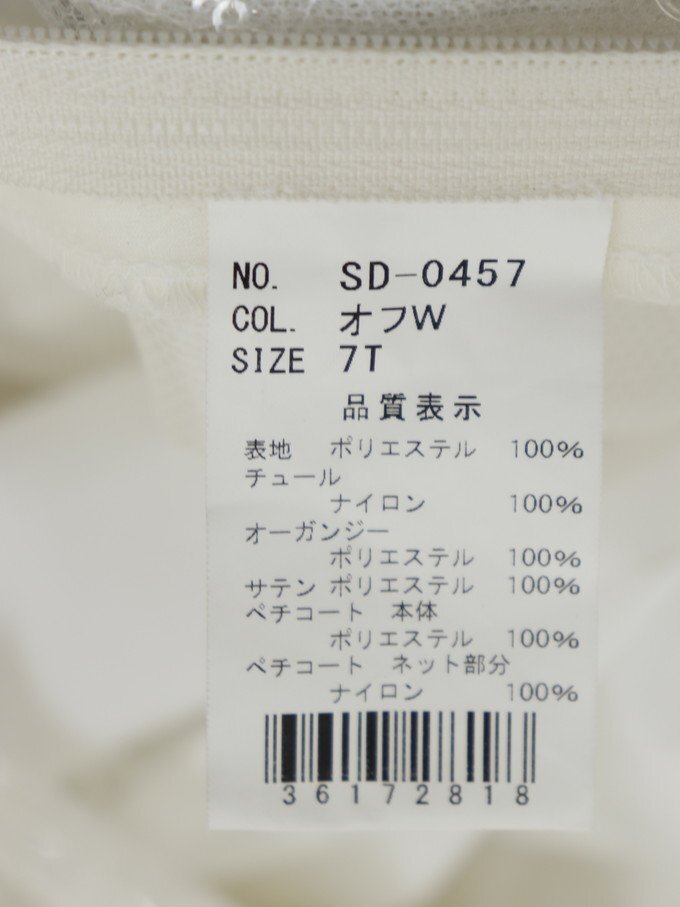 NO. SD-0457
COL. オフW
SIZE 7T
品質表示
表地 ポリエステル 100%
チュール
ナイロン 100%
オーガンジー
ポリエステル 100%
サテン ポリエステル 100%
ペチコート 本体
ポリエステル 100%
ペチコート ネット部分
ナイロン 100%
36172818